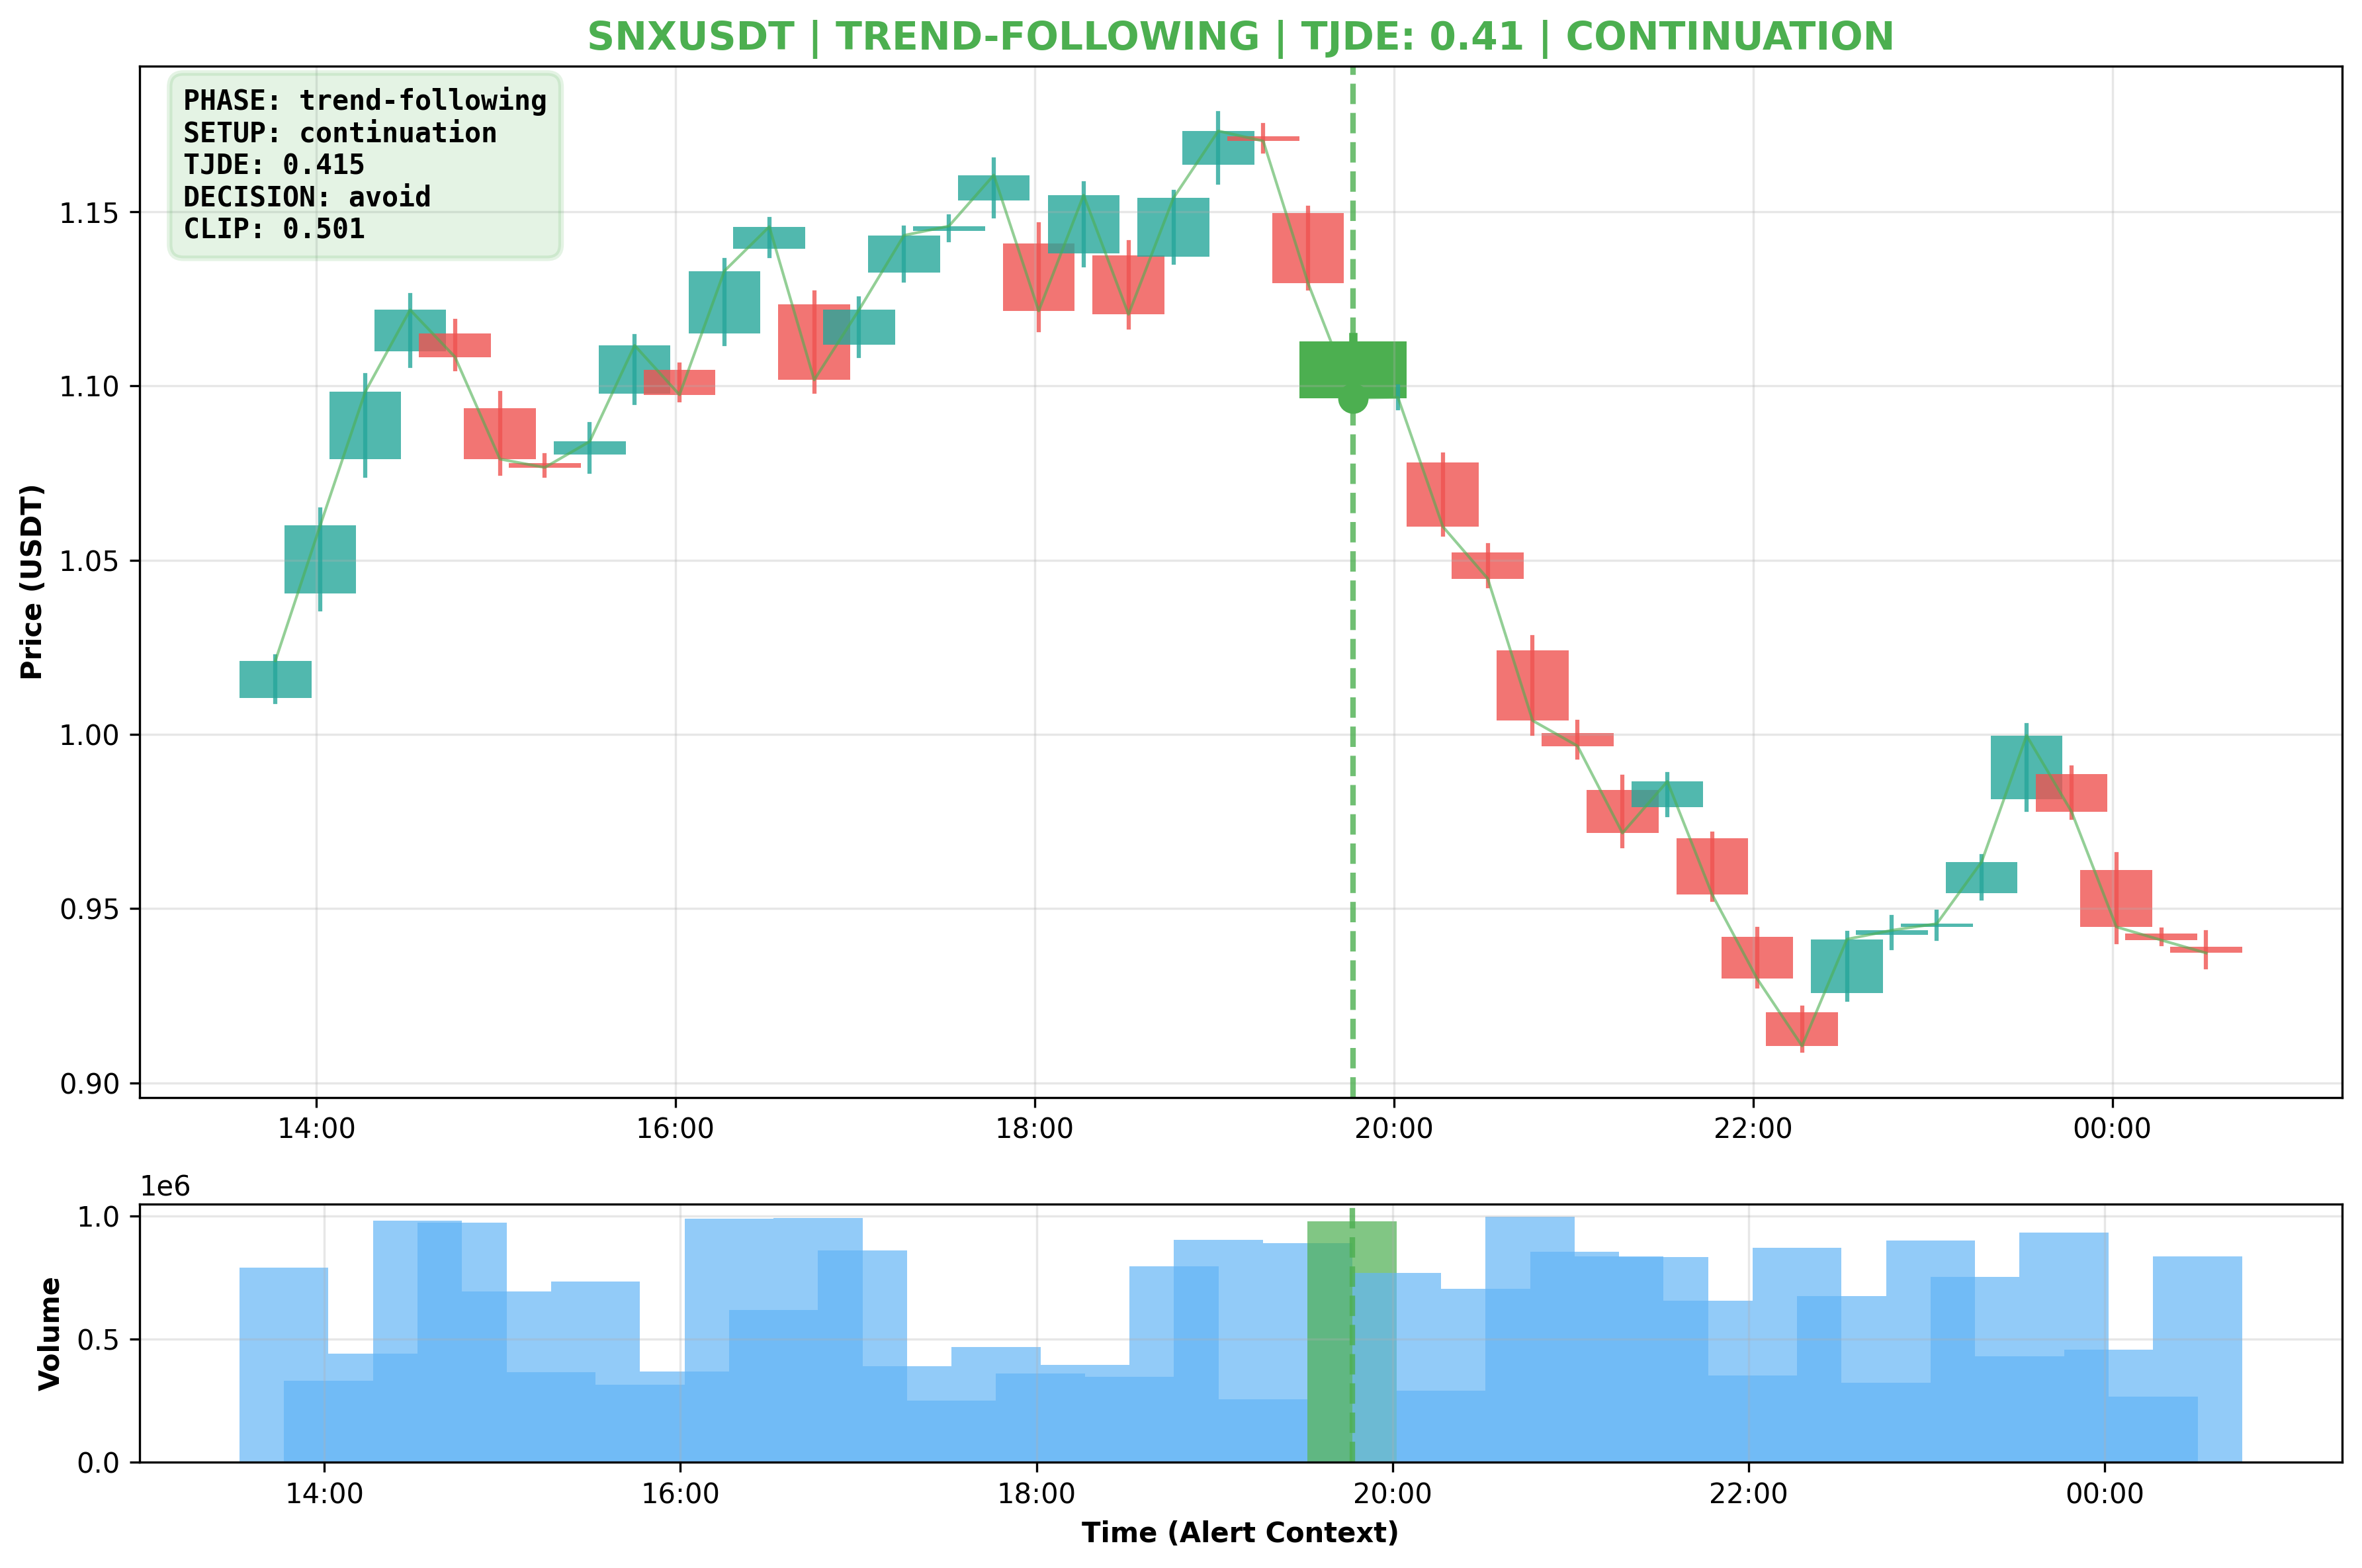 SNXUSDT | TREND-FOLLOWING | TJDE: 0.41 | CONTINUATION
PHASE: trend-following
SETUP: continuation
TJDE: 0.415
DECISION: avoid
CLIP: 0.501
Price (USDT)
1.15
1.10
1.05
1.00
0.95
0.90
14:00 16:00 18:00 20:00 22:00 00:00
1e6
Volume
1.0
0.5
0.0
14:00 16:00 18:00 20:00 22:00 00:00
Time (Alert Context)